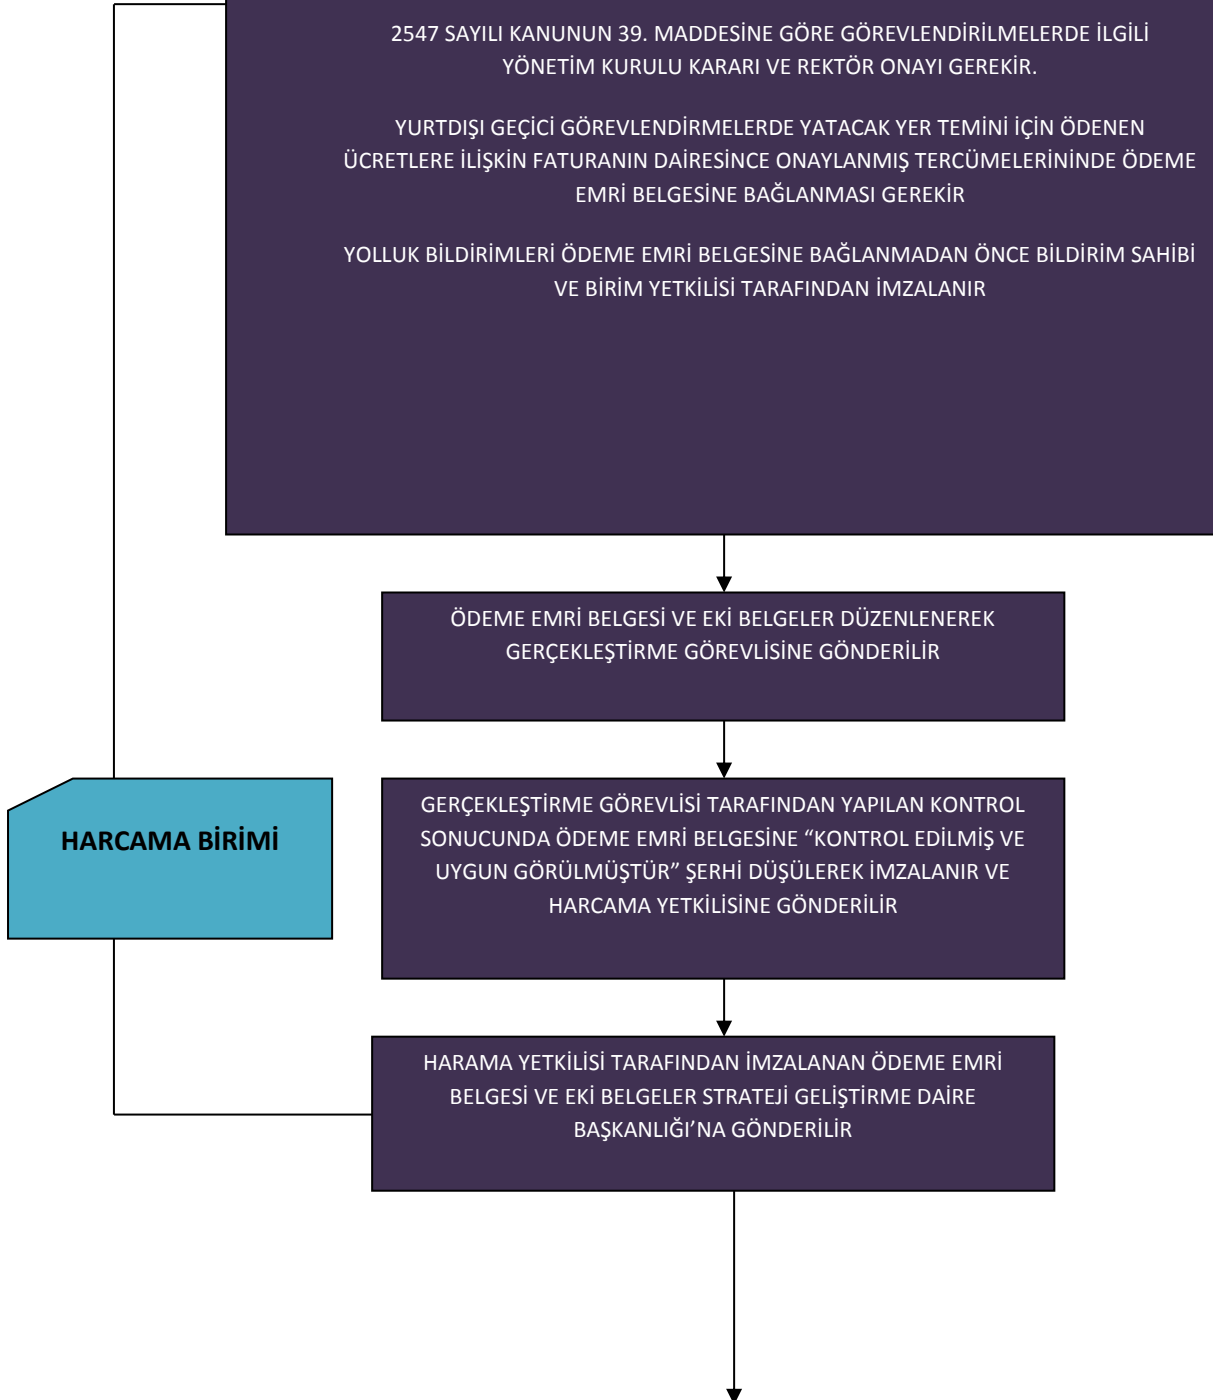 2547 SAYILI KANUNUN 39. MADDESİNE GÖRE GÖREVLENDİRİLMELERDE İLGİLİ
YÖNETİM KURULU KARARI VE REKTÖR ONAYI GEREKİR.
YURTDIŞI GEÇİCİ GÖREVLENDİRMELERDE YATACAK YER TEMİNİ İÇİN ÖDENEN
ÜCRETLERE İLİŞKİN FATURANIN DAİRESİNCE ONAYLANMIŞ TERCÜMELERİNİNDE ÖDEME
EMRİ BELGESİNE BAĞLANMASI GEREKİR
YOLLUK BİLDİRİMLERİ ÖDEME EMRİ BELGESİNE BAĞLANMADAN ÖNCE BİLDİRİM SAHİBİ
VE BİRİM YETKİLİSİ TARAFINDAN İMZALANIR
ÖDEME EMRİ BELGESİ VE EKİ BELGELER DÜZENLENEREK
GERÇEKLEŞTİRME GÖREVLİSİNE GÖNDERİLİR
HARCAMA BİRİMİ
GERÇEKLEŞTİRME GÖREVLİSİ TARAFINDAN YAPILAN KONTROL
SONUCUNDA ÖDEME EMRİ BELGESİNE “KONTROL EDİLMİŞ VE
UYGUN GÖRÜLMÜŞTÜR” ŞERHİ DÜŞÜLEREK İMZALANIR VE
HARCAMA YETKİLİSİNE GÖNDERİLİR
HARAMA YETKİLİSİ TARAFINDAN İMZALANAN ÖDEME EMRİ
BELGESİ VE EKİ BELGELER STRATEJİ GELİŞTİRME DAİRE
BAŞKANLIĞI’NA GÖNDERİLİR